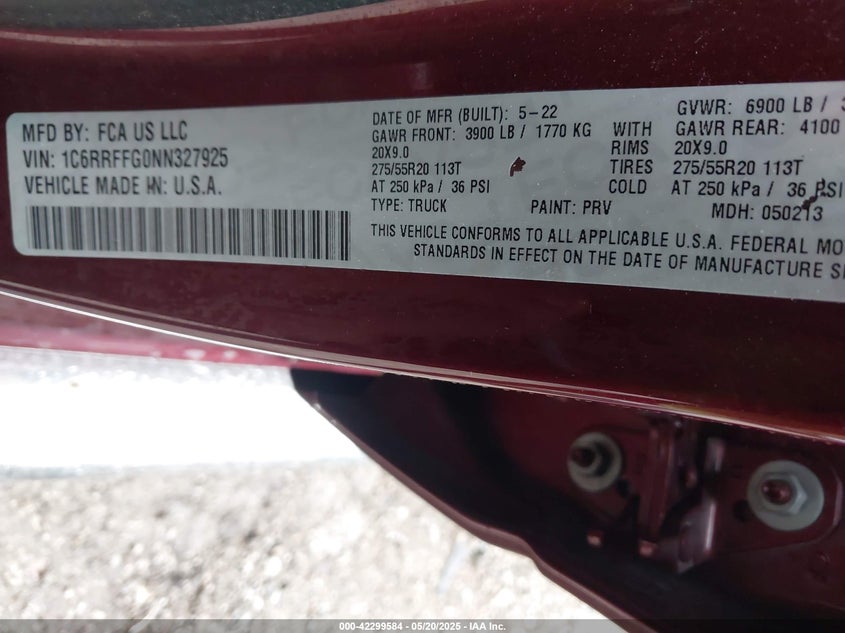 MFD BY: FCA US LLC
VIN: 1C6RRFFG0NN327925
VEHICLE MADE IN: U.S.A.
DATE OF MFR (BUILT): 5-22
GVWR: 6900 LB /
GAWR FRONT: 3900 LB / 1770 KG WITH GAWR REAR: 4100
20X9.0 RIMS 20X9.0
275/55R20 113T TIRES 275/55R20 113T
AT 250 kPa / 36 PSI COLD AT 250 kPa / 36 PSI
TYPE: TRUCK PAINT: PRV MDH: 050213
THIS VEHICLE CONFORMS TO ALL APPLICABLE U.S.A. FEDERAL
STANDARDS IN EFFECT ON THE DATE OF MANUFACTURE
000-42299584 - 05/20/2025 - IAA Inc.